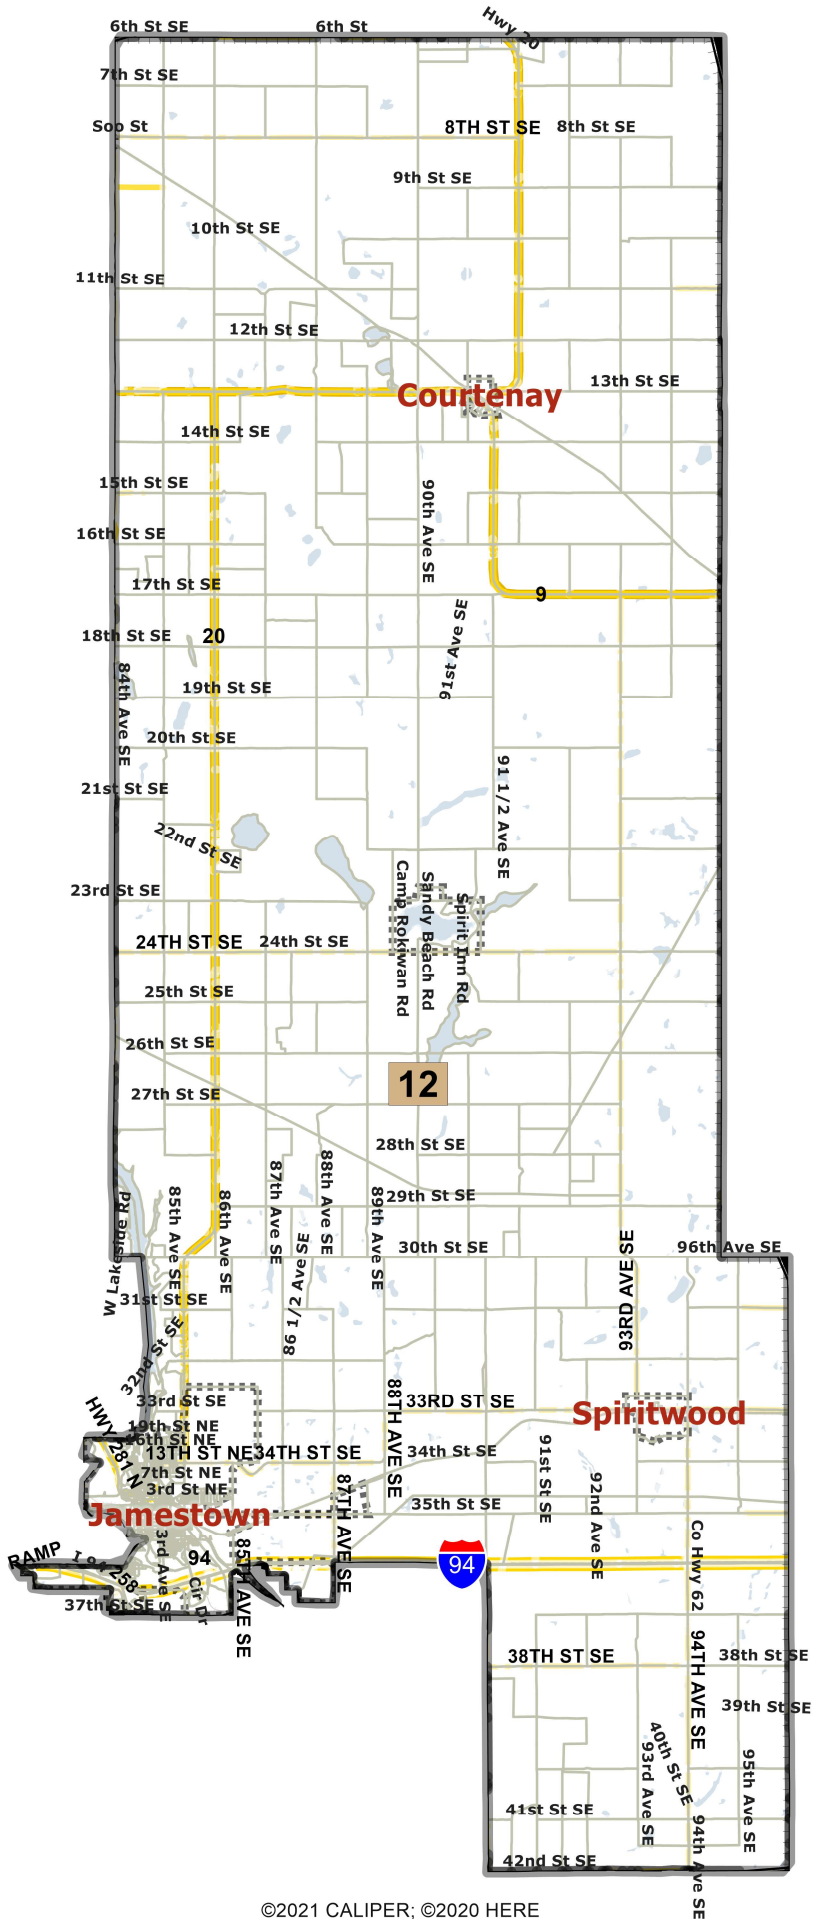 6th St SE
6th St
Hwy 20
7th St SE
Soo St
8TH ST SE
8th St SE
9th St SE
10th St SE
11th St SE
12th St SE
13th St SE
Courtenay
14th St SE
15th St SE
90th Ave SE
16th St SE
17th St SE
9
91st Ave SE
18th St SE
20
84th Ave SE
19th St SE
20th St SE
91 1/2 Ave SE
21st St SE
22nd St SE
Camp Rokiwan Rd
Sandy Beach Rd
Spirit Inn Rd
23rd St SE
24TH ST SE
24th St SE
25th St SE
26th St SE
12
27th St SE
28th St SE
29th St SE
W Lakeside Rd
85th Ave SE
86th Ave SE
87th Ave SE
86 1/2 Ave SE
88th Ave SE
89th Ave SE
30th St SE
93RD AVE SE
96th Ave SE
31st St SE
32nd St SE
33rd St SE
88TH AVE SE
33RD ST SE
Spiritwood
HWY 281 N
19th St NE
16th St NE
13TH ST NE
34TH ST SE
34th St SE
91st St SE
7th St NE
3rd St NE
87TH AVE SE
35th St SE
92nd Ave SE
Jamestown
Co Hwy 62
RAMP
I 94 258
3rd Ave SE
94
Cir Dr
85TH AVE SE
94
37th St SE
38TH ST SE
94TH AVE SE
38th St SE
39th St SE
40th St SE
93rd Ave SE
95th Ave SE
41st St SE
94th Ave SE
42nd St SE
©2021 CALIPER; ©2020 HERE